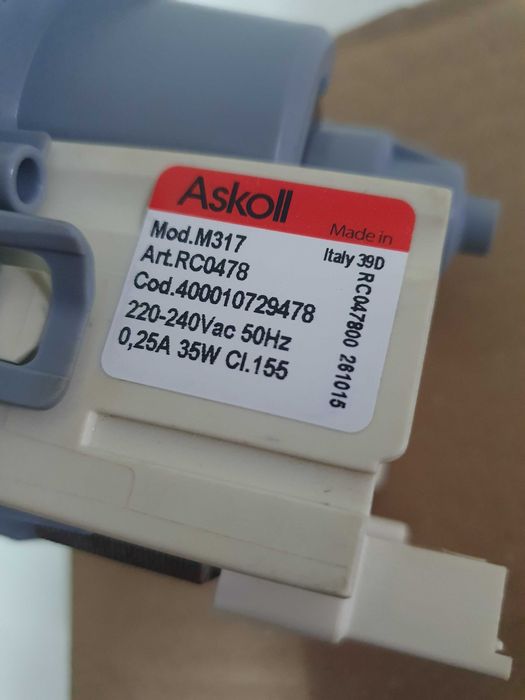 Askoll
Made in
Italy 39D
Mod.M317
Art.RC0478
Cod.400010729478
220-240Vac 50Hz
0,25A 35W Cl.155
RC047800 261015